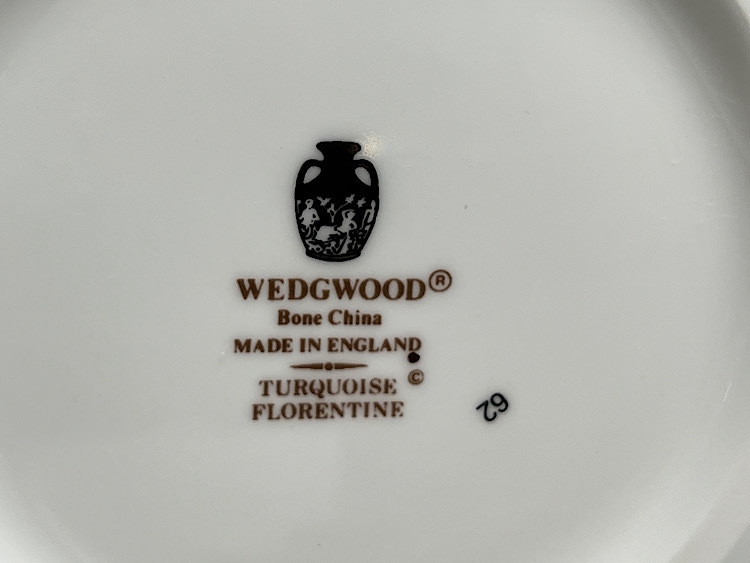 WEDGWOOD®
Bone China
MADE IN ENGLAND
TURQUOISE ©
FLORENTINE
62